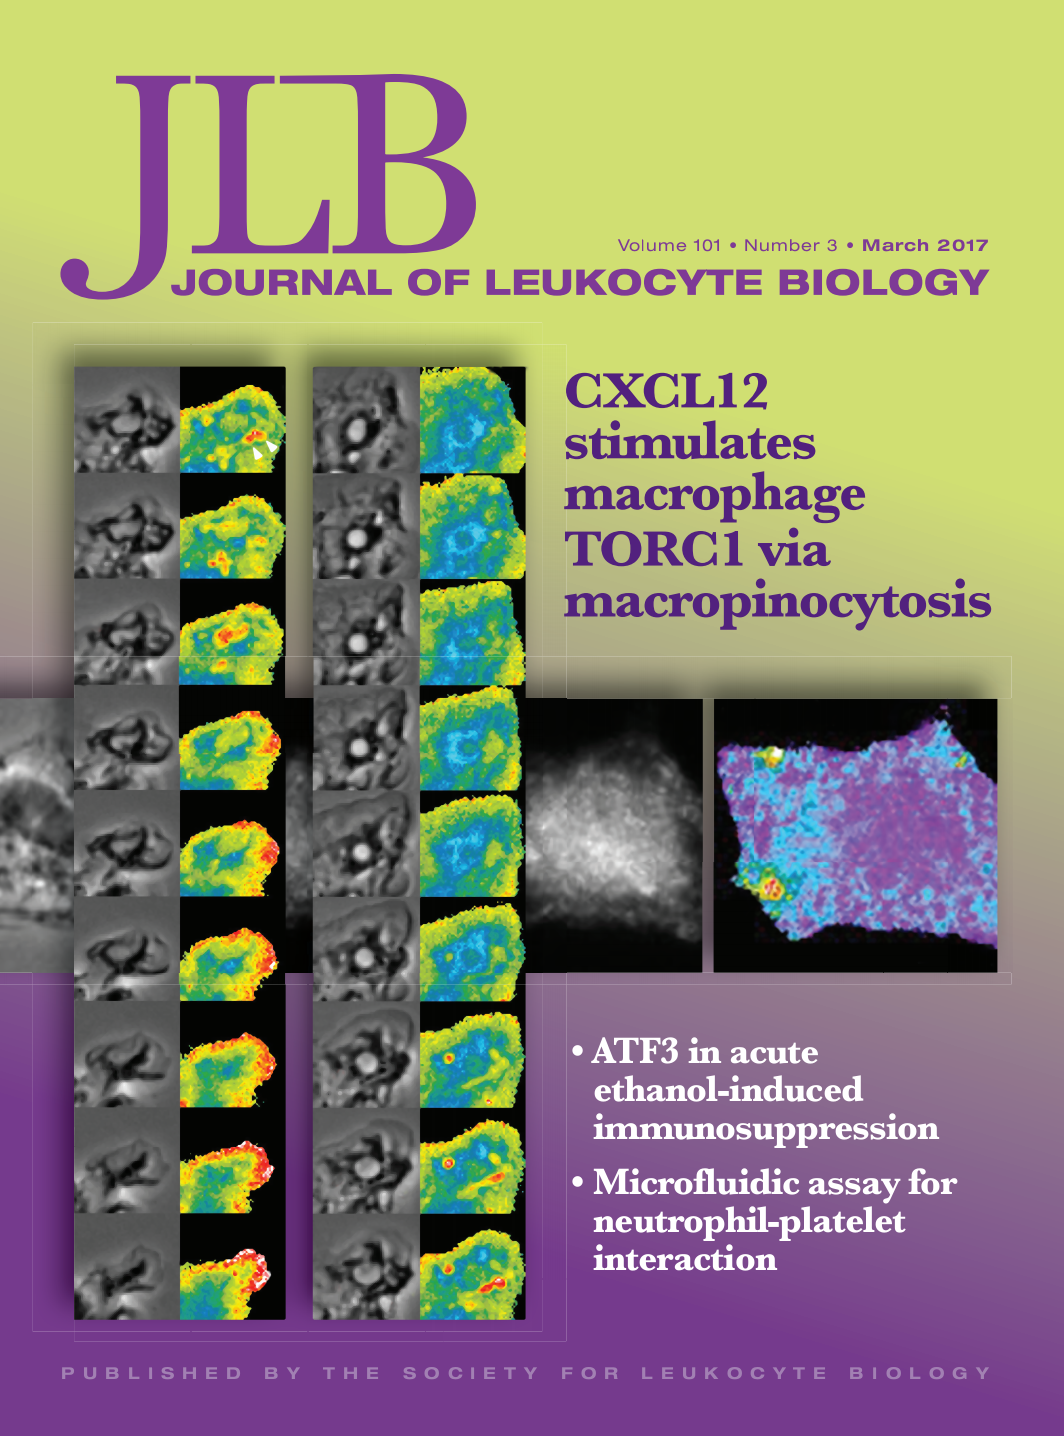 JLB
Volume 101 • Number 3 • March 2017
JOURNAL OF LEUKOCYTE BIOLOGY
CXCL12
stimulates
macrophage
TORC1 via
macropinocytosis
• ATF3 in acute
ethanol-induced
immunosuppression
• Microfluidic assay for
neutrophil-platelet
interaction
PUBLISHED BY THE SOCIETY FOR LEUKOCYTE BIOLOGY